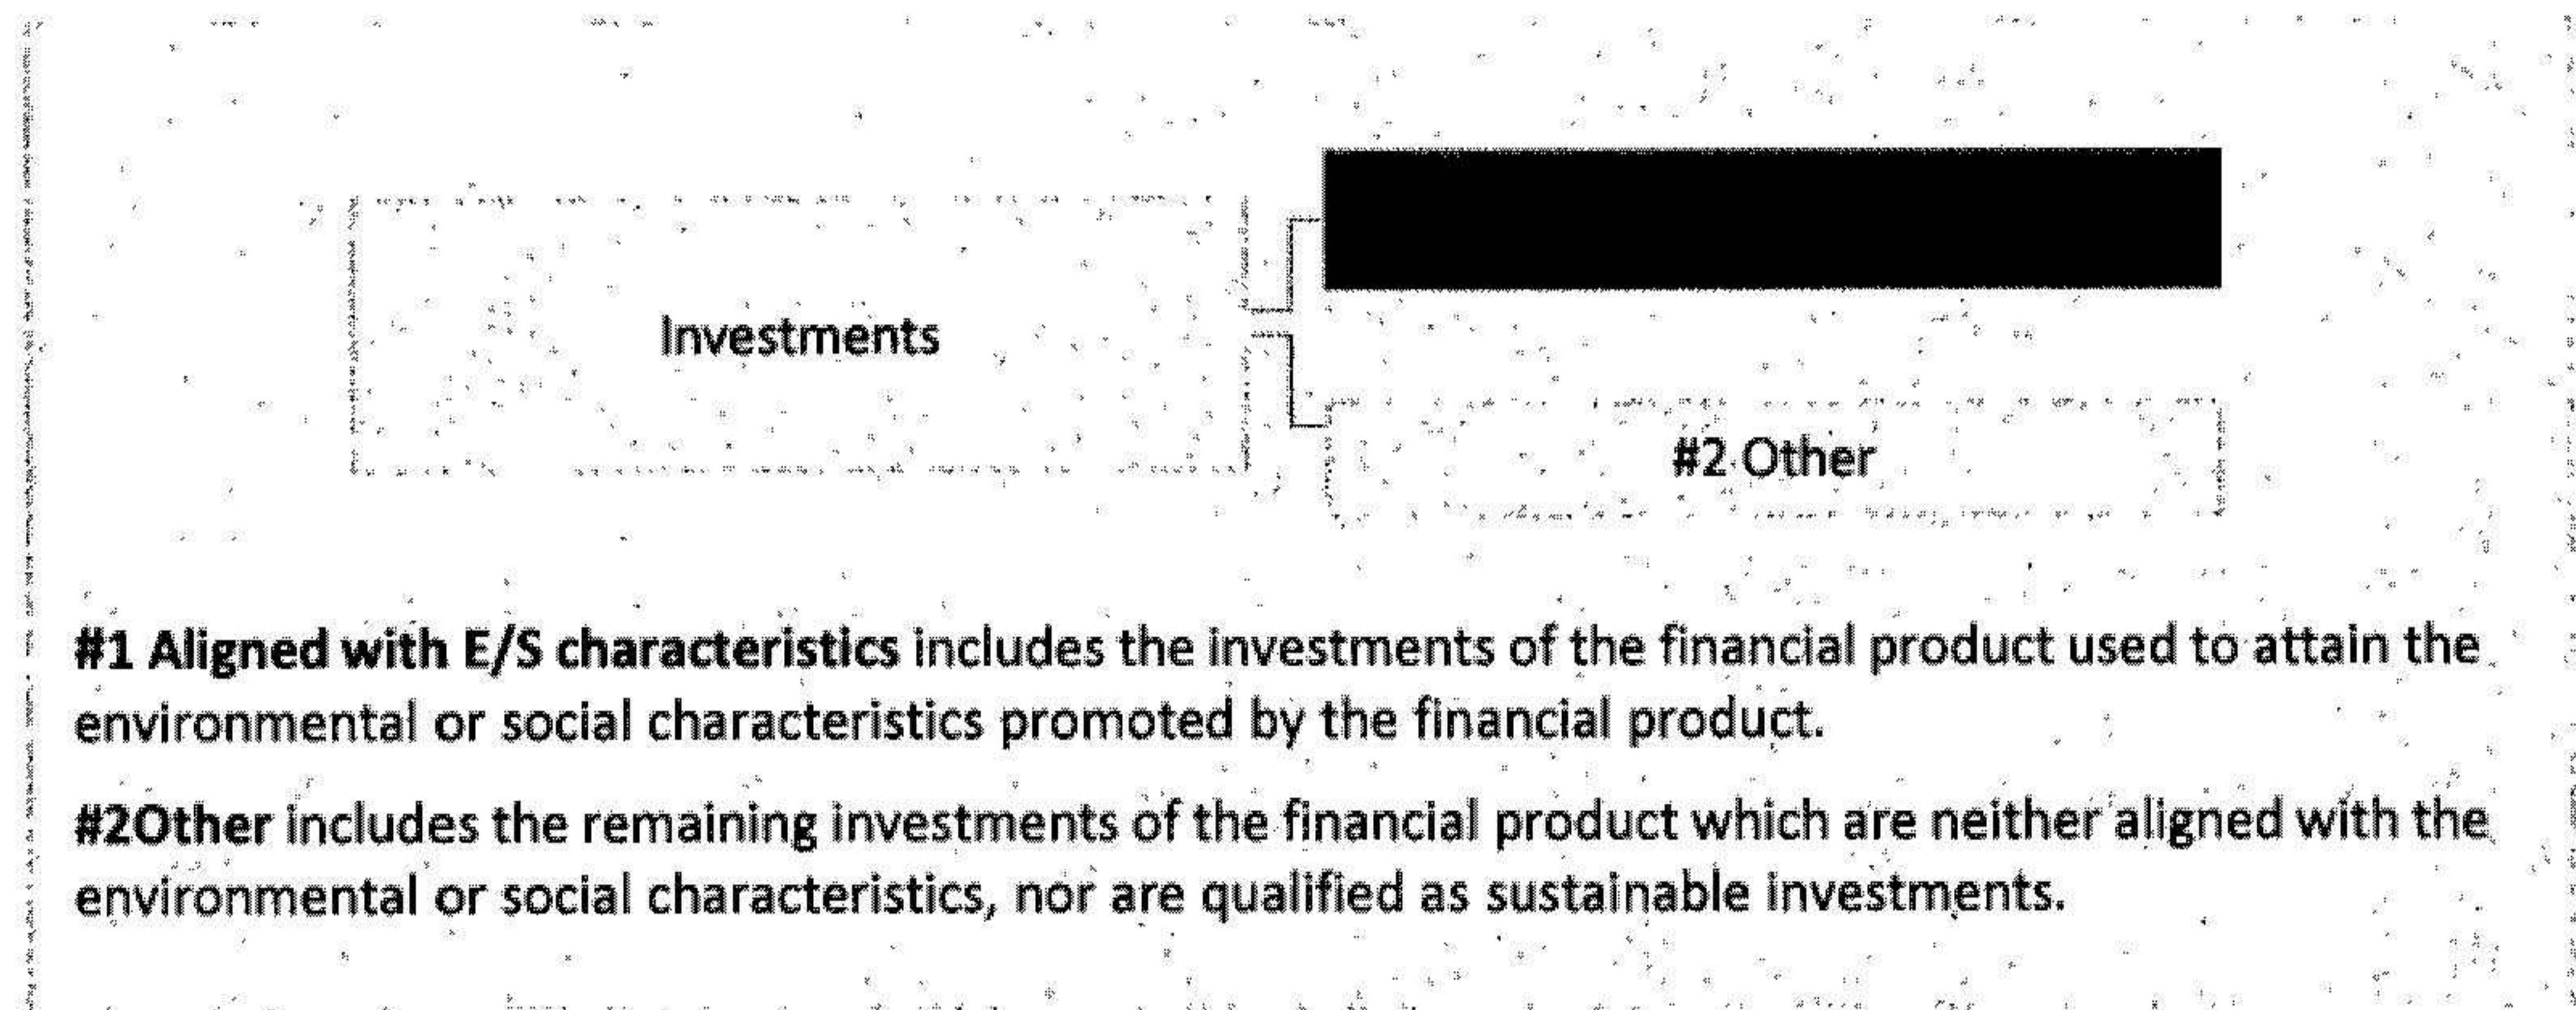 Investments
#2 Other
#1 Aligned with E/S characteristics includes the investments of the financial product used to attain the
environmental or social characteristics promoted by the financial product.
#2Other includes the remaining investments of the financial product which are neither aligned with the
environmental or social characteristics, nor are qualified as sustainable investments.